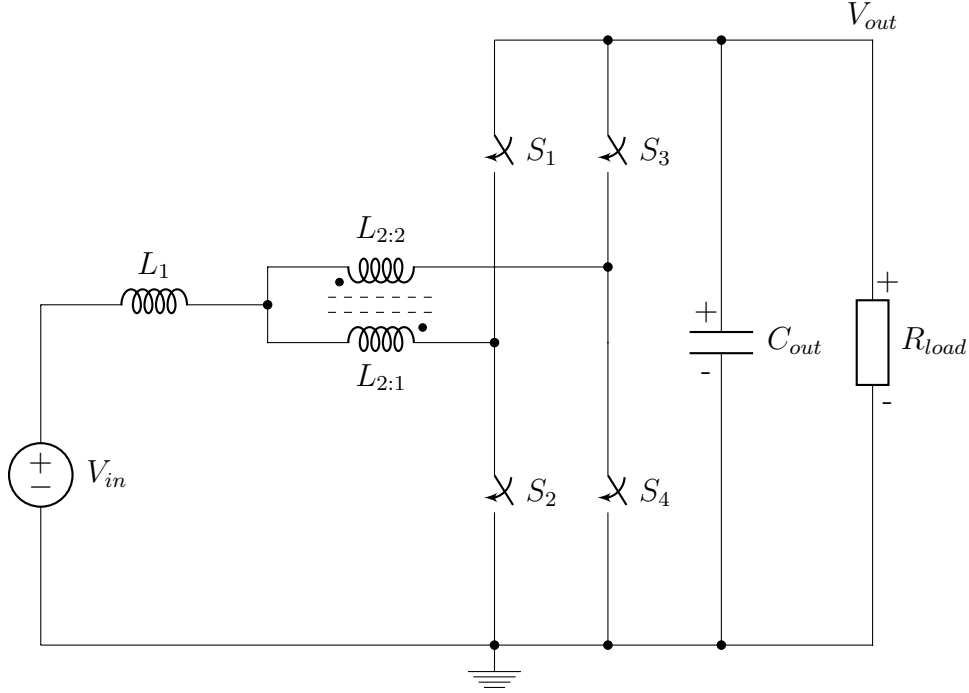 V_out
S_1
S_3
L_2:2
L_1
+
C_out
+
R_load
-
-
L_2:1
+
−
V_in
S_2
S_4